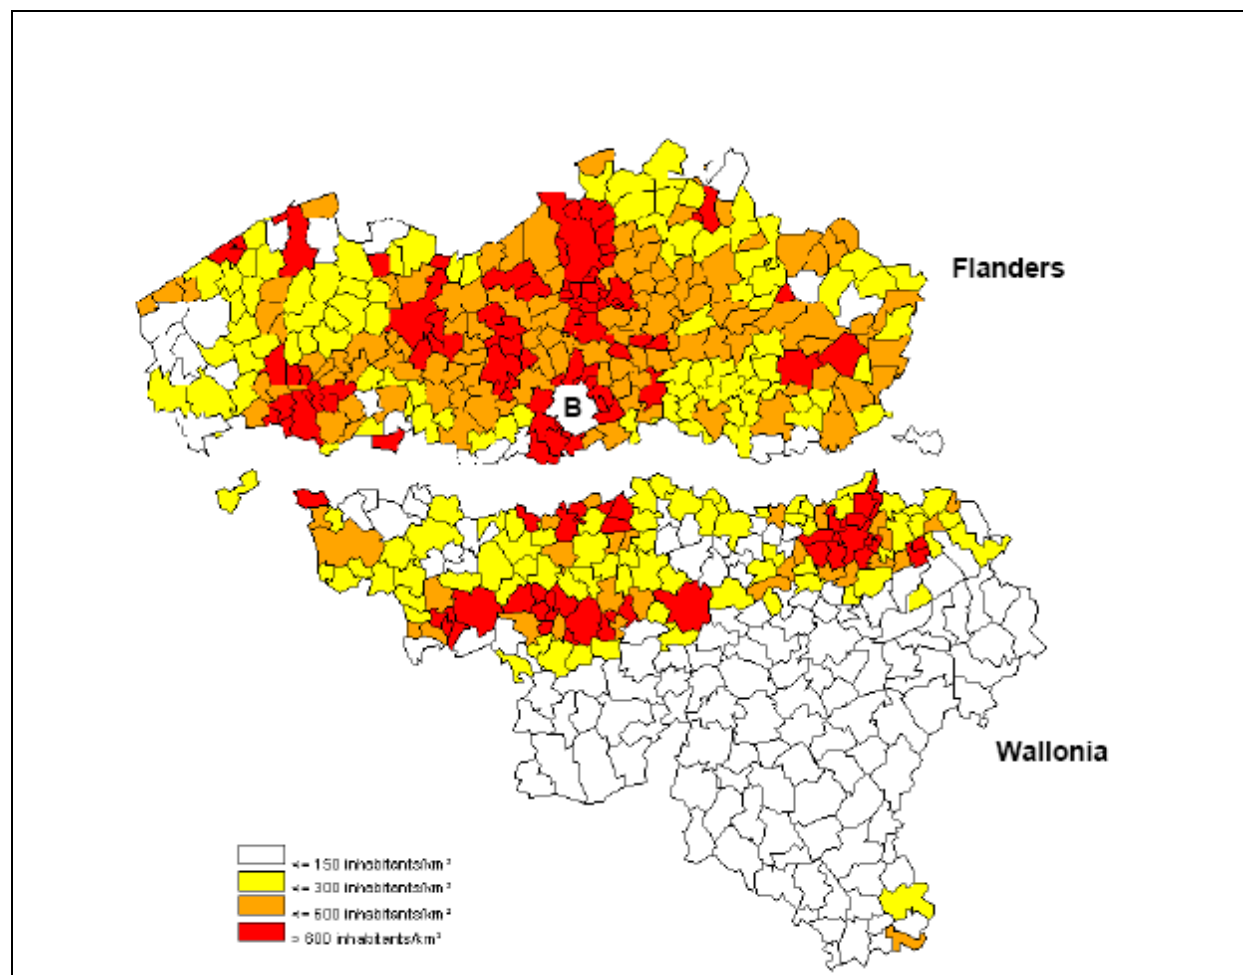 Flanders
B
Wallonia
<= 150 inhabitants/km²
<= 300 inhabitants/km²
<= 600 inhabitants/km²
> 600 inhabitants/km²